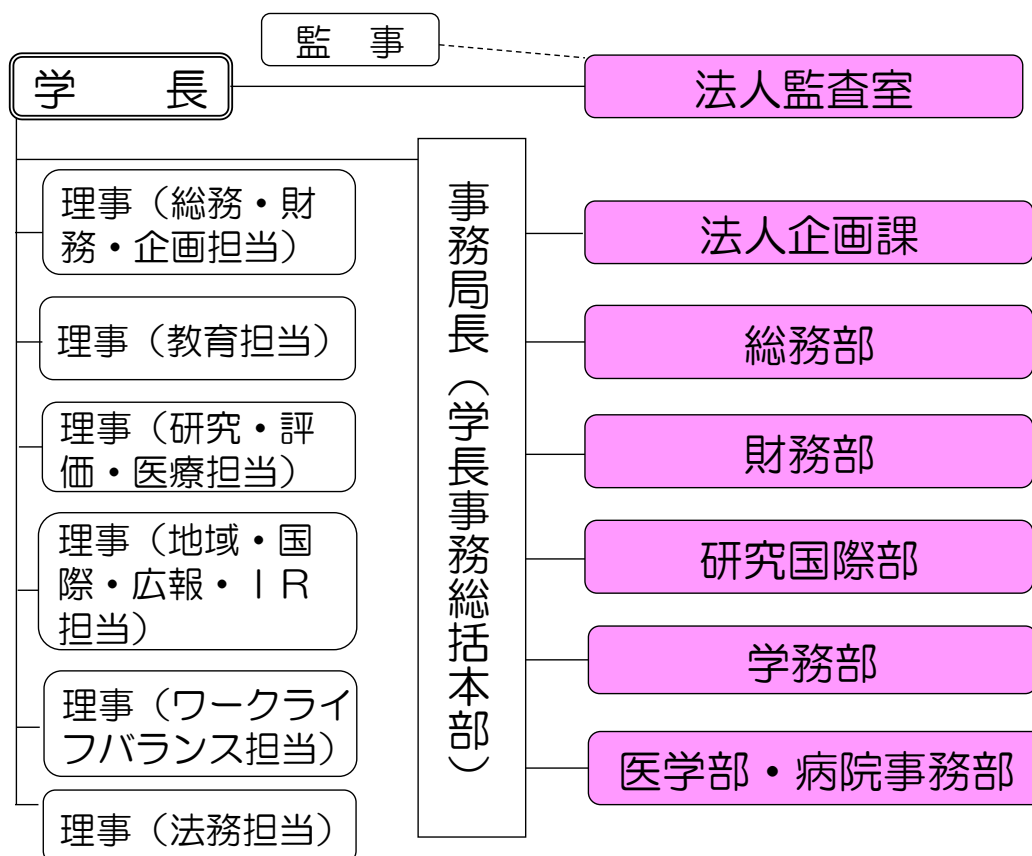 監　事
学　　長
法人監査室
理事（総務・財
務・企画担当）
理事（教育担当）
理事（研究・評
価・医療担当）
理事（地域・国
際・広報・ＩＲ
担当）
理事（ワークライ
フバランス担当）
理事（法務担当）
事務局長（学長事務総括本部）
法人企画課
総務部
財務部
研究国際部
学務部
医学部・病院事務部